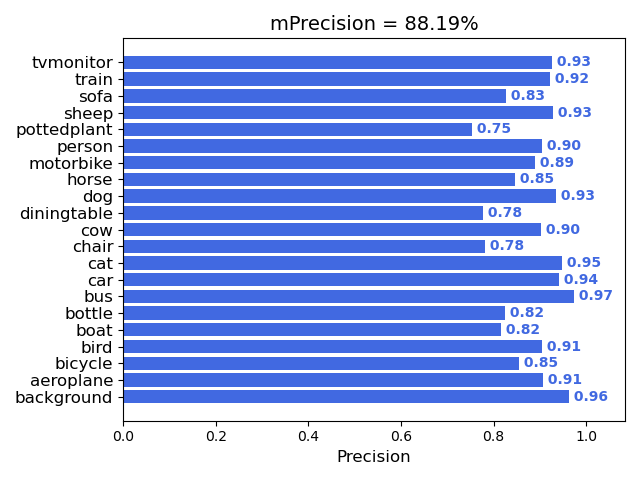 mPrecision = 88.19%
tvmonitor 0.93
train 0.92
sofa 0.83
sheep 0.93
pottedplant 0.75
person 0.90
motorbike 0.89
horse 0.85
dog 0.93
diningtable 0.78
cow 0.90
chair 0.78
cat 0.95
car 0.94
bus 0.97
bottle 0.82
boat 0.82
bird 0.91
bicycle 0.85
aeroplane 0.91
background 0.96
0.0 0.2 0.4 0.6 0.8 1.0
Precision